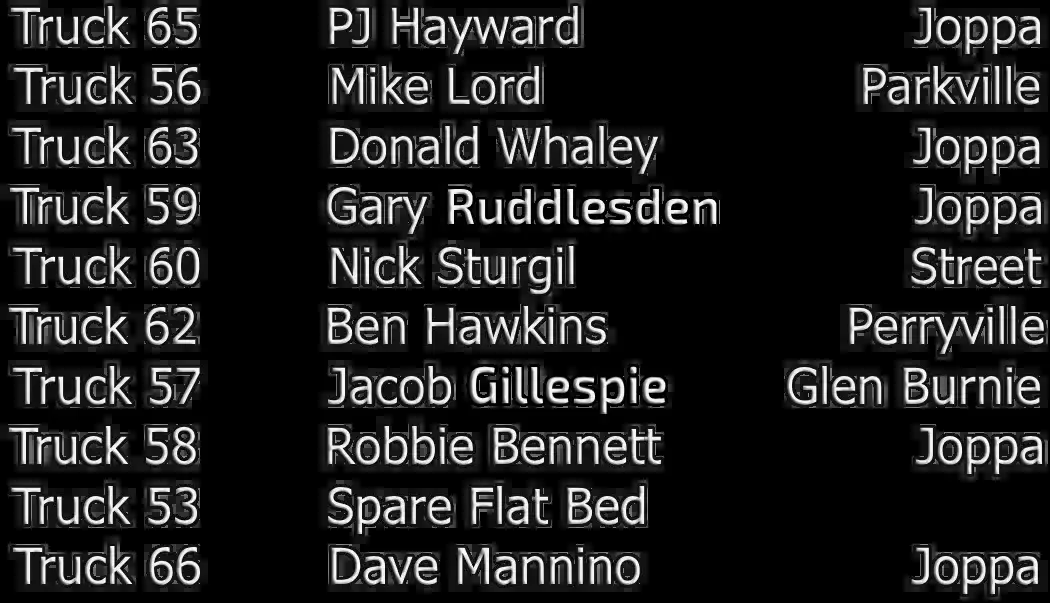 Truck 65 PJ Hayward Joppa
Truck 56 Mike Lord Parkville
Truck 63 Donald Whaley Joppa
Truck 59 Gary Ruddlesden Joppa
Truck 60 Nick Sturgil Street
Truck 62 Ben Hawkins Perryville
Truck 57 Jacob Gillespie Glen Burnie
Truck 58 Robbie Bennett Joppa
Truck 53 Spare Flat Bed
Truck 66 Dave Mannino Joppa